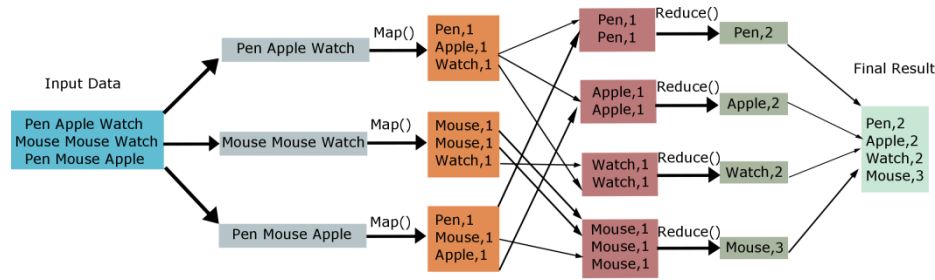 Input Data
Pen Apple Watch
Mouse Mouse Watch
Pen Mouse Apple
Pen Apple Watch
Mouse Mouse Watch
Pen Mouse Apple
Map()
Map()
Map()
Pen,1
Apple,1
Watch,1
Mouse,1
Mouse,1
Watch,1
Pen,1
Mouse,1
Apple,1
Pen,1
Pen,1
Apple,1
Apple,1
Watch,1
Watch,1
Mouse,1
Mouse,1
Mouse,1
Reduce()
Reduce()
Reduce()
Reduce()
Pen,2
Apple,2
Watch,2
Mouse,3
Final Result
Pen,2
Apple,2
Watch,2
Mouse,3